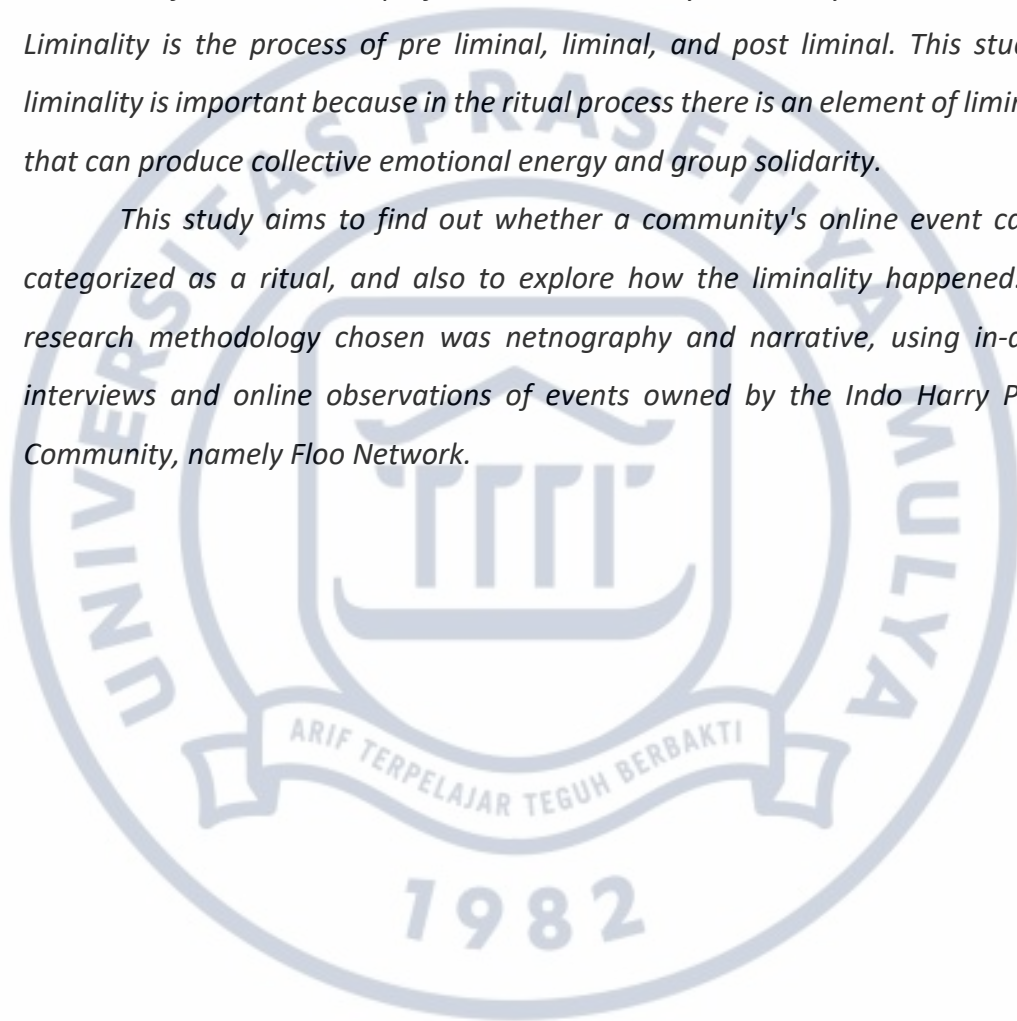 Liminality is the process of pre liminal, liminal, and post liminal. This
liminality is important because in the ritual process there is an element of
that can produce collective emotional energy and group solidarity.
This study aims to find out whether a community's online event
categorized as a ritual, and also to explore how the liminality happened.
research methodology chosen was netnography and narrative, using
interviews and online observations of events owned by the Indo Harry
Community, namely Floo Network.
UNIVERSITAS PRASETIYA MULYA
ARIF TERPELAJAR TEGUH BERBAKTI
1982